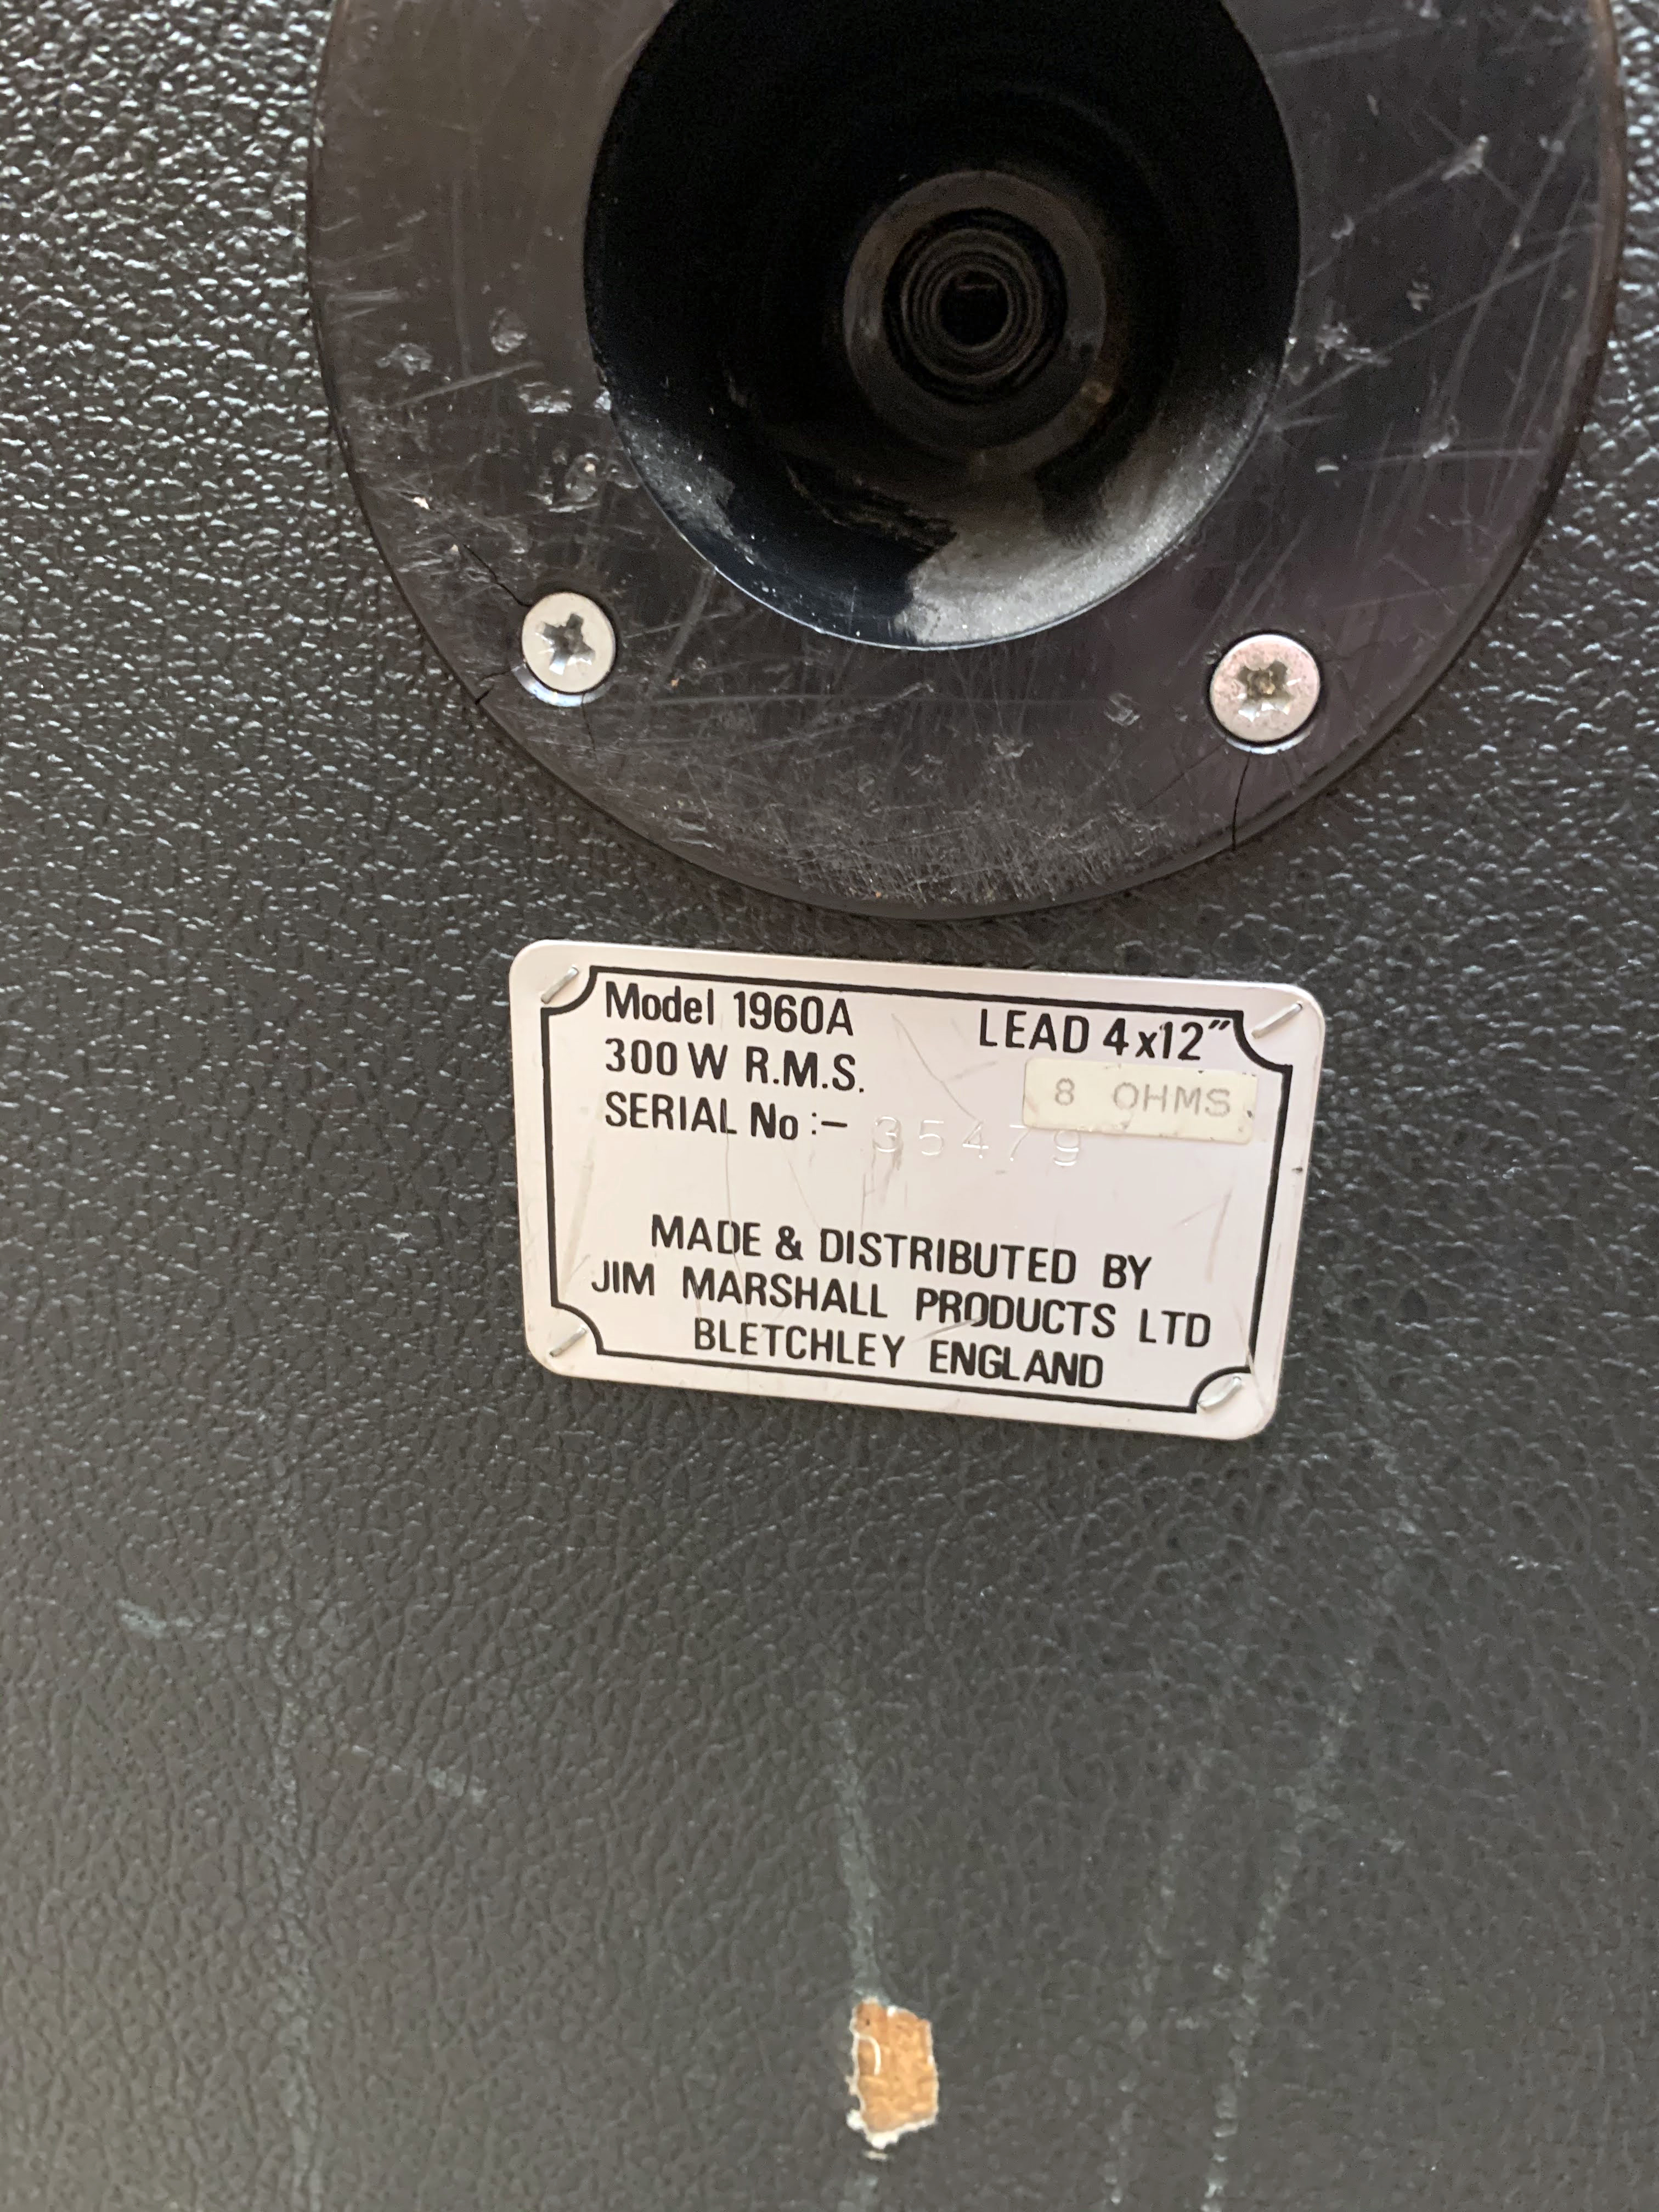 Model 1960A LEAD 4x12"
300 W R.M.S. 8 OHMS
SERIAL No :- 35479
MADE & DISTRIBUTED BY
JIM MARSHALL PRODUCTS LTD
BLETCHLEY ENGLAND